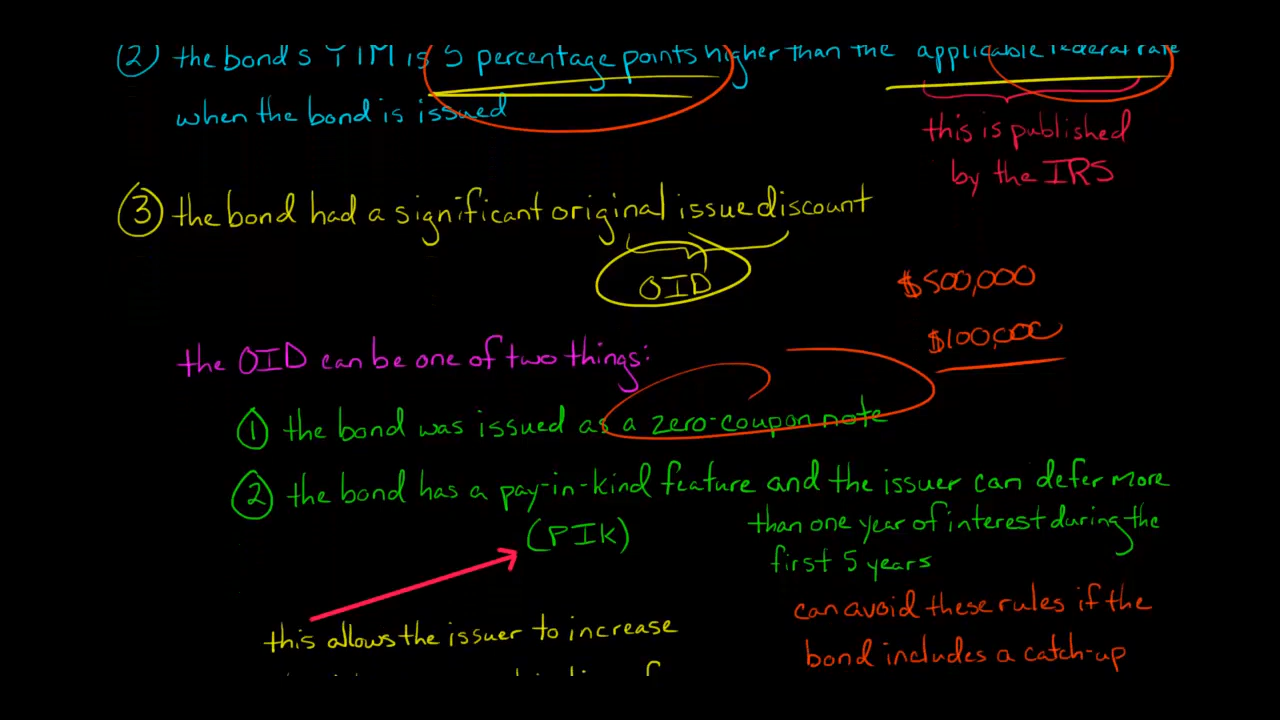 (2) the bond's YTM is 5 percentage points higher than the applicable federal rate
when the bond is issued
this is published
by the IRS
(3) the bond had a significant original issue discount
OID
$500,000
$100,000
the OID can be one of two things:
(1) the bond was issued as a zero-coupon note
(2) the bond has a pay-in-kind feature and the issuer can defer more
than one year of interest during the
(PIK)
first 5 years
can avoid these rules if the
this allows the issuer to increase
bond includes a catch-up